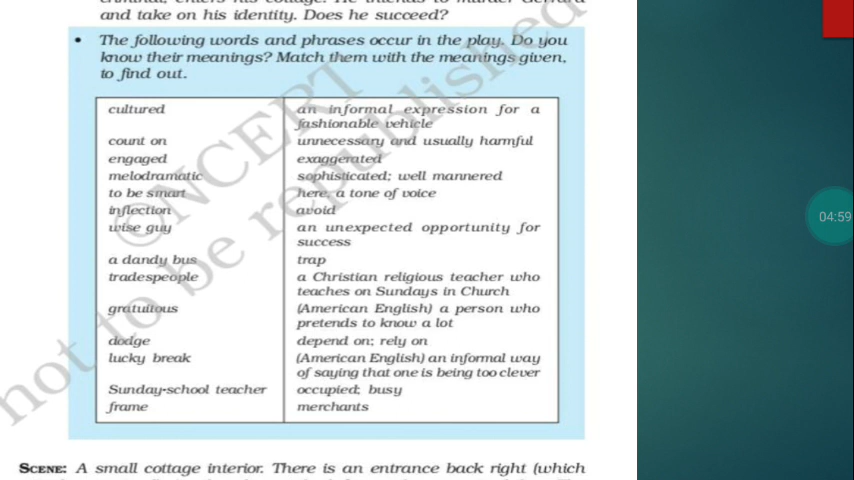 and take on his identity. Does he succeed?
• The following words and phrases occur in the play. Do you
know their meanings? Match them with the meanings given,
to find out.
cultured an informal expression for a
fashionable vehicle
count on unnecessary and usually harmful
engaged exaggerated
melodramatic sophisticated; well mannered
to be smart here, a tone of voice
inflection avoid
wise guy an unexpected opportunity for
success
a dandy bus trap
tradespeople a Christian religious teacher who
teaches on Sundays in Church
gratuitous (American English) a person who
pretends to know a lot
dodge depend on; rely on
lucky break (American English) an informal way
of saying that one is being too clever
Sunday-school teacher occupied; busy
frame merchants
SCENE: A small cottage interior. There is an entrance back right (which
©NCERT
not to be republished
04:59